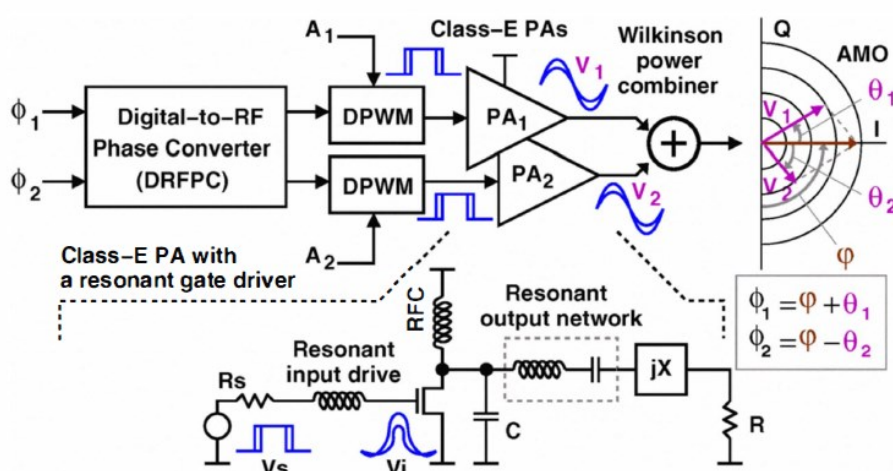 A1
Class–E PAs
Wilkinson
power
combiner
Q
AMO
V1
θ1
ϕ1
Digital–to–RF
Phase Converter
(DRFPC)
DPWM
PA1
+
V1
I
ϕ2
DPWM
PA2
V2
V2
θ2
A2
φ
Class–E PA with
a resonant gate driver
ϕ1 = φ + θ1
ϕ2 = φ – θ2
RFC
Resonant
output network
Resonant
input drive
Rs
jX
C
R
Vs
Vi